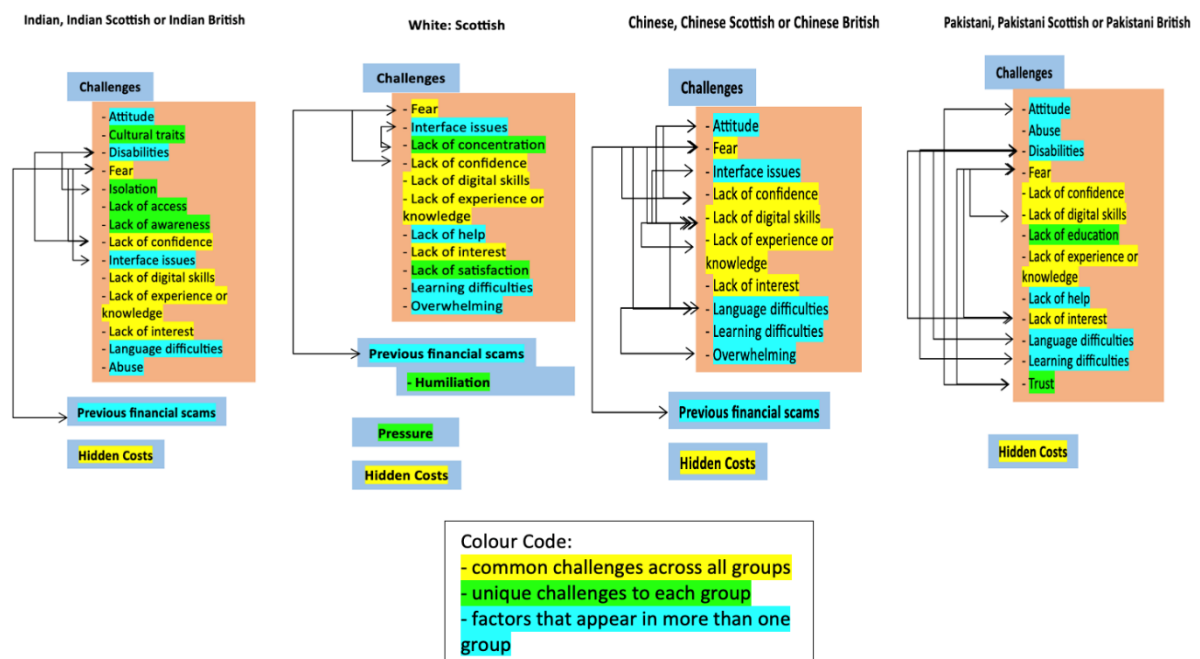 Indian, Indian Scottish or Indian British
Challenges
- Attitude
- Cultural traits
- Disabilities
- Fear
- Isolation
- Lack of access
- Lack of awareness
- Lack of confidence
- Interface issues
- Lack of digital skills
- Lack of experience or
knowledge
- Lack of interest
- Language difficulties
- Abuse
Previous financial scams
Hidden Costs
White: Scottish
Challenges
- Fear
- Interface issues
- Lack of concentration
- Lack of confidence
- Lack of digital skills
- Lack of experience or
knowledge
- Lack of help
- Lack of interest
- Lack of satisfaction
- Learning difficulties
- Overwhelming
Previous financial scams
- Humiliation
Pressure
Hidden Costs
Chinese, Chinese Scottish or Chinese British
Challenges
- Attitude
- Fear
- Interface issues
- Lack of confidence
- Lack of digital skills
- Lack of experience or
knowledge
- Lack of interest
- Language difficulties
- Learning difficulties
- Overwhelming
Previous financial scams
Hidden Costs
Pakistani, Pakistani Scottish or Pakistani British
Challenges
- Attitude
- Abuse
- Disabilities
- Fear
- Lack of confidence
- Lack of digital skills
- Lack of education
- Lack of experience or
knowledge
- Lack of help
- Lack of interest
- Language difficulties
- Learning difficulties
- Trust
Hidden Costs
Colour Code:
- common challenges across all groups
- unique challenges to each group
- factors that appear in more than one
group